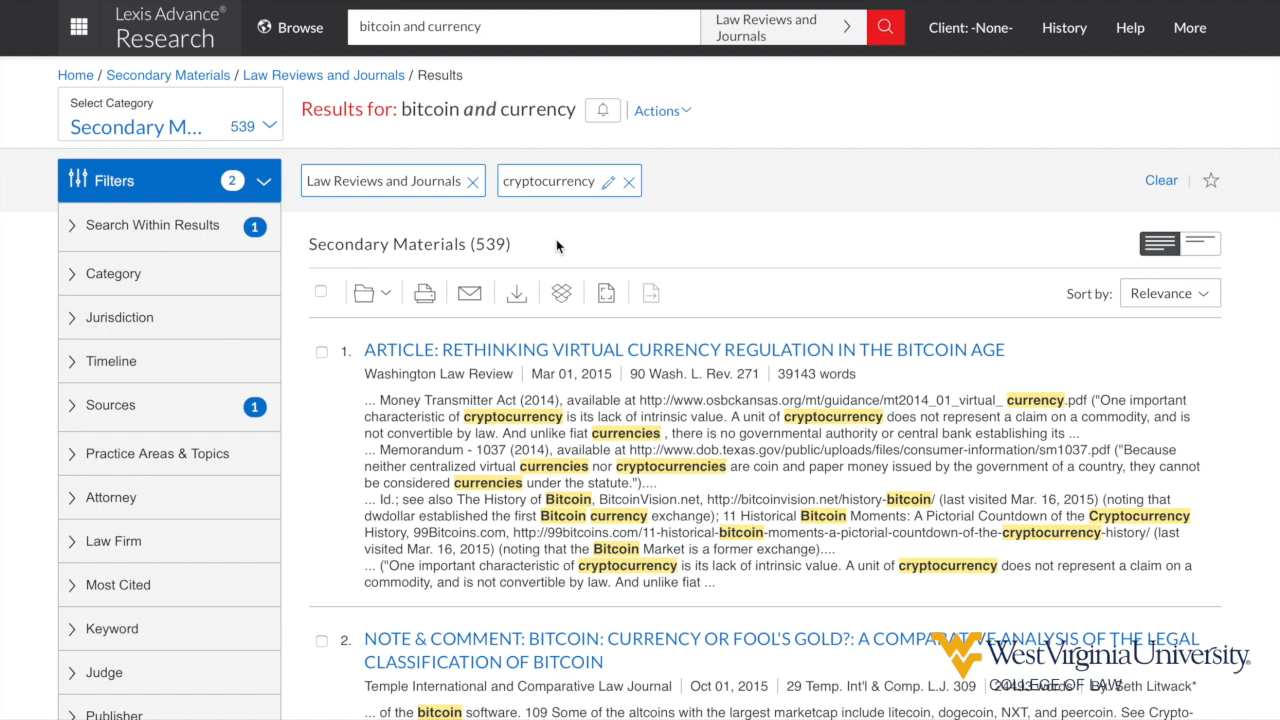 Lexis Advance®
Research
Browse
bitcoin and currency
Law Reviews and
Journals
Client: -None-
History
Help
More
Home / Secondary Materials / Law Reviews and Journals / Results
Select Category
Secondary M... 539
Results for: bitcoin and currency
Actions
Filters 2
Law Reviews and Journals
cryptocurrency
Clear
Search Within Results 1
Category
Jurisdiction
Timeline
Sources 1
Practice Areas & Topics
Attorney
Law Firm
Most Cited
Keyword
Judge
Publisher
Secondary Materials (539)
Sort by: Relevance
1. ARTICLE: RETHINKING VIRTUAL CURRENCY REGULATION IN THE BITCOIN AGE
Washington Law Review | Mar 01, 2015 | 90 Wash. L. Rev. 271 | 39143 words
... Money Transmitter Act (2014), available at http://www.osbckansas.org/mt/guidance/mt2014_01_virtual_ currency.pdf ("One important
characteristic of cryptocurrency is its lack of intrinsic value. A unit of cryptocurrency does not represent a claim on a commodity, and is
not convertible by law. And unlike fiat currencies , there is no governmental authority or central bank establishing its ...
... Memorandum - 1037 (2014), available at http://www.dob.texas.gov/public/uploads/files/consumer-information/sm1037.pdf ("Because
neither centralized virtual currencies nor cryptocurrencies are coin and paper money issued by the government of a country, they cannot
be considered currencies under the statute.")....
... Id.; see also The History of Bitcoin, BitcoinVision.net, http://bitcoinvision.net/history-bitcoin/ (last visited Mar. 16, 2015) (noting that
dwdollar established the first Bitcoin currency exchange); 11 Historical Bitcoin Moments: A Pictorial Countdown of the Cryptocurrency
History, 99Bitcoins.com, http://99bitcoins.com/11-historical-bitcoin-moments-a-pictorial-countdown-of-the-cryptocurrency-history/ (last
visited Mar. 16, 2015) (noting that the Bitcoin Market is a former exchange)....
... ("One important characteristic of cryptocurrency is its lack of intrinsic value. A unit of cryptocurrency does not represent a claim on a
commodity, and is not convertible by law. And unlike fiat ...
2. NOTE & COMMENT: BITCOIN: CURRENCY OR FOOL'S GOLD?: A COMPARATIVE ANALYSIS OF THE LEGAL
CLASSIFICATION OF BITCOIN
Temple International and Comparative Law Journal | Oct 01, 2015 | 29 Temp. Int'l & Comp. L.J. 309 | words | By: Seth Litwack*
... of the bitcoin software. 109 Some of the altcoins with the largest marketcap include litecoin, dogecoin, NXT, and peercoin. See Crypto-
WestVirginiaUniversity.
COLLEGE OF LAW